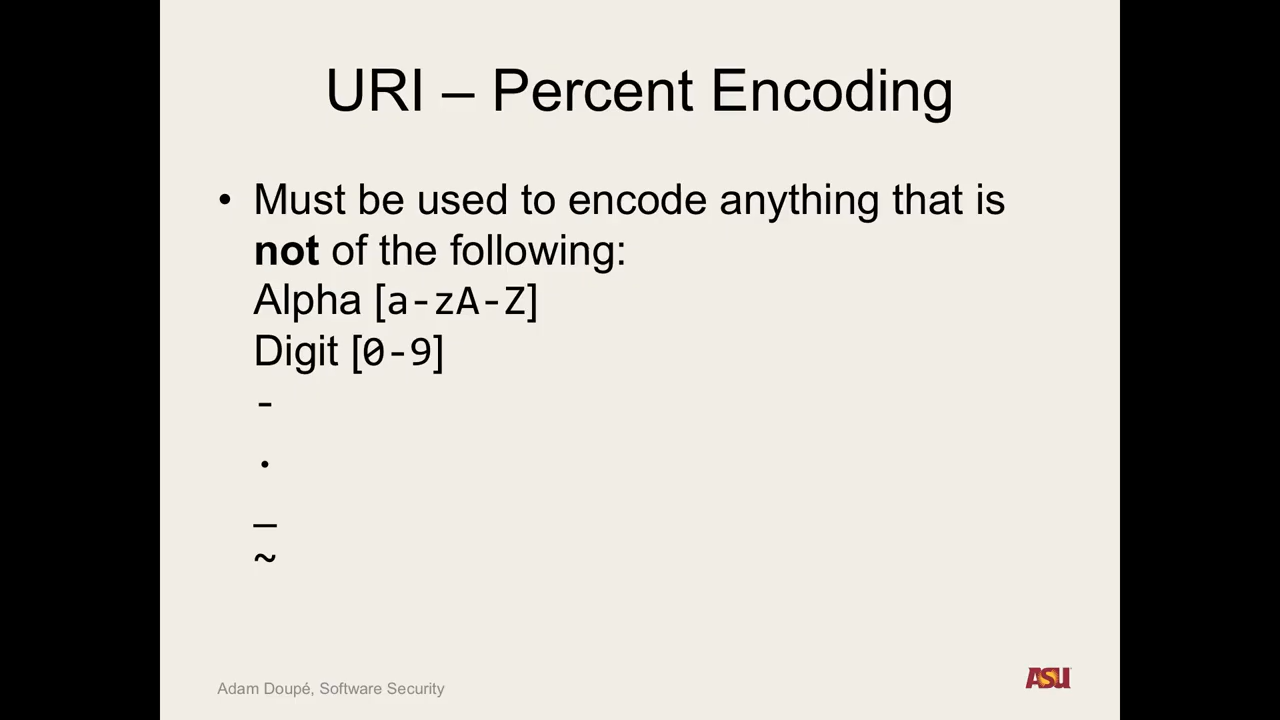 URI – Percent Encoding
• Must be used to encode anything that is
not of the following:
Alpha [a-zA-Z]
Digit [0-9]
-
.
_
~
Adam Doupé, Software Security
ASU